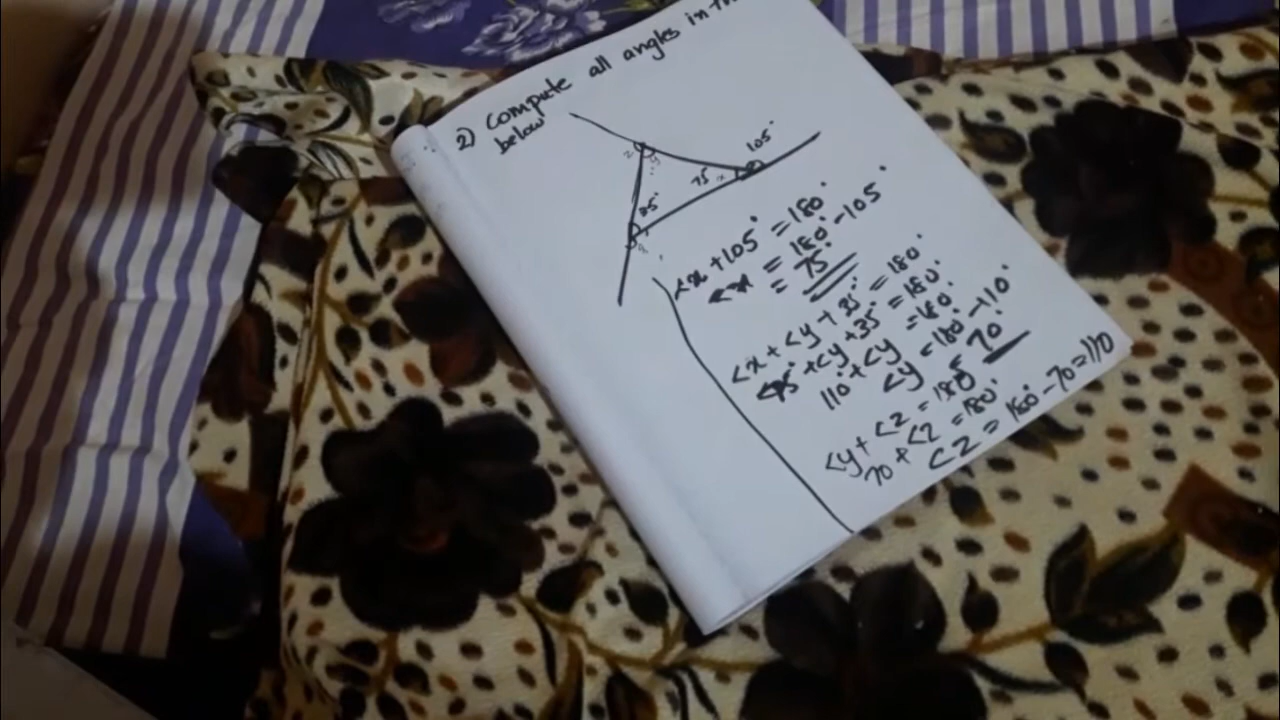 2) Compute all angles in th
below
105°
z
y
75 x
35°
<x + 105° = 180°
<x = 180° - 105°
= 75°
<x + <y + 35° = 180°
<75° + <y + 35° = 180°
110° + <y = 180°
<y = 180° - 110°
= 70°
<y + <z = 180°
70 + <z = 180°
<z = 180° - 70 = 110